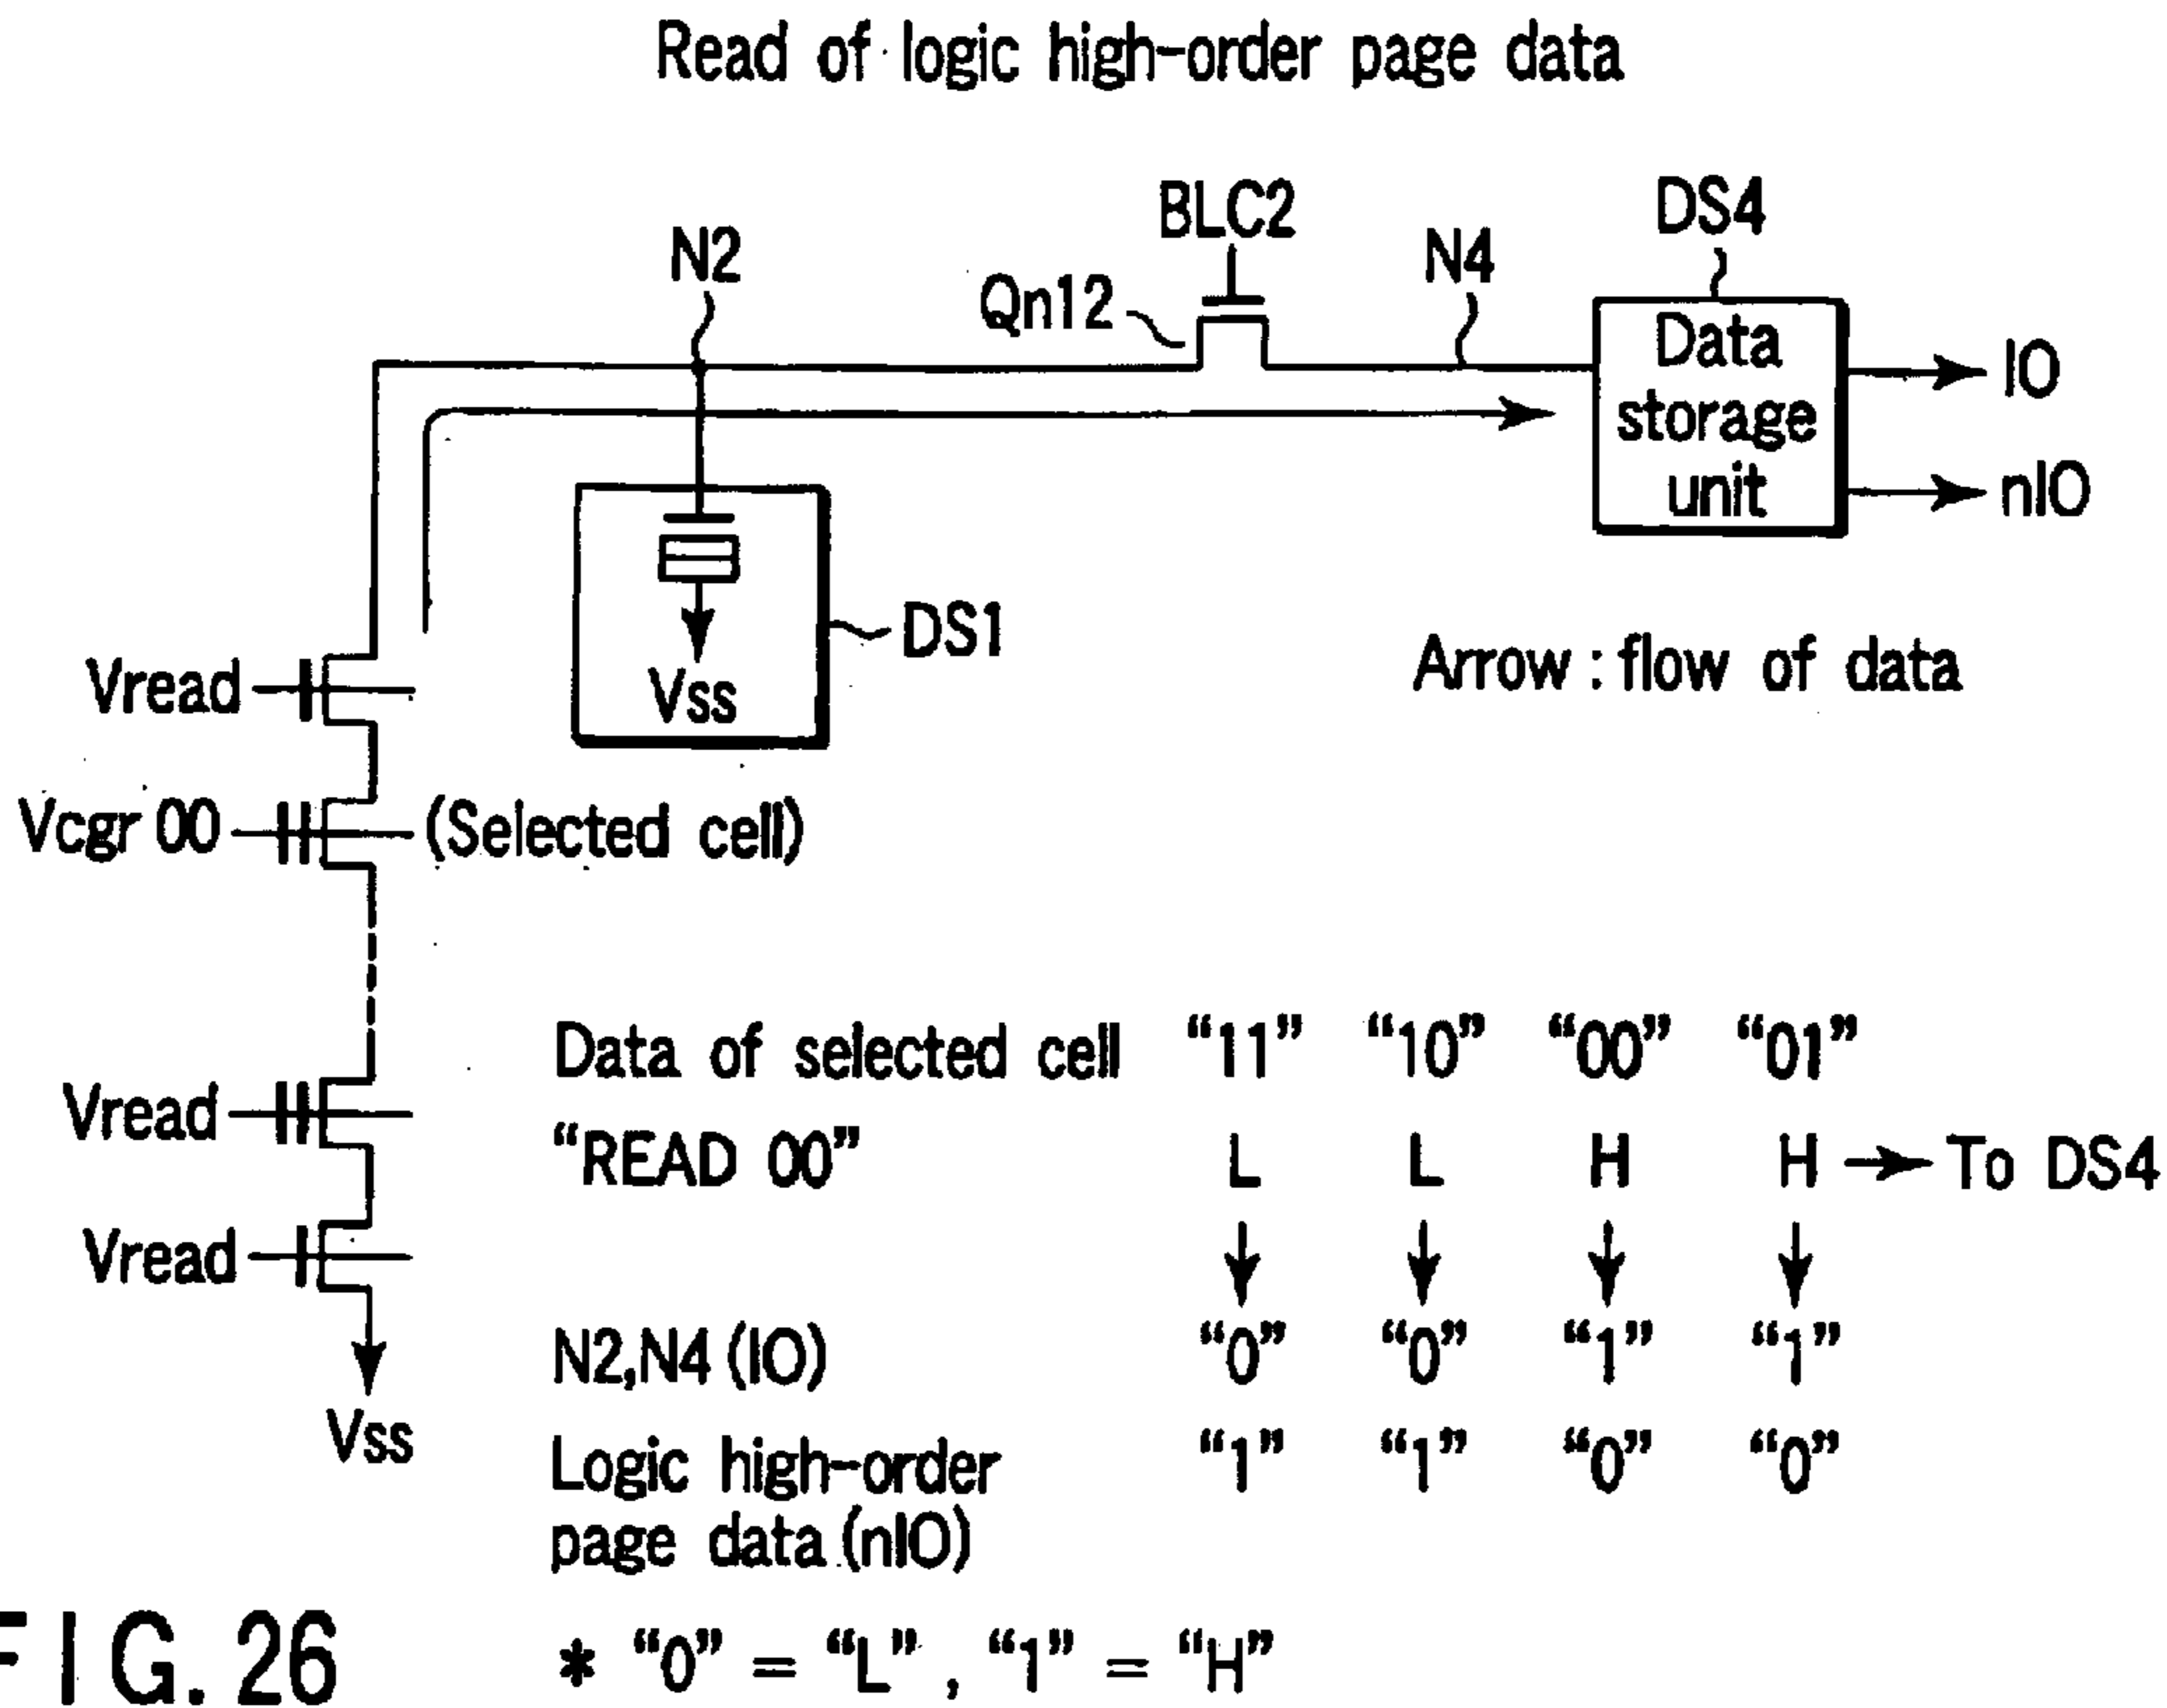 Read of logic high-order page data
BLC2
DS4
N2
N4
Qn12
Data
storage
unit
IO
nIO
DS1
Vss
Arrow : flow of data
Vread
Vcgr 00
(Selected cell)
Data of selected cell "11" "10" "00" "01"
Vread
"READ 00" L L H H → To DS4
Vread
N2,N4 (IO) "0" "0" "1" "1"
Vss
Logic high-order "1" "1" "0" "0"
page data (nIO)
FIG. 26
* "0" = "L", "1" = "H"